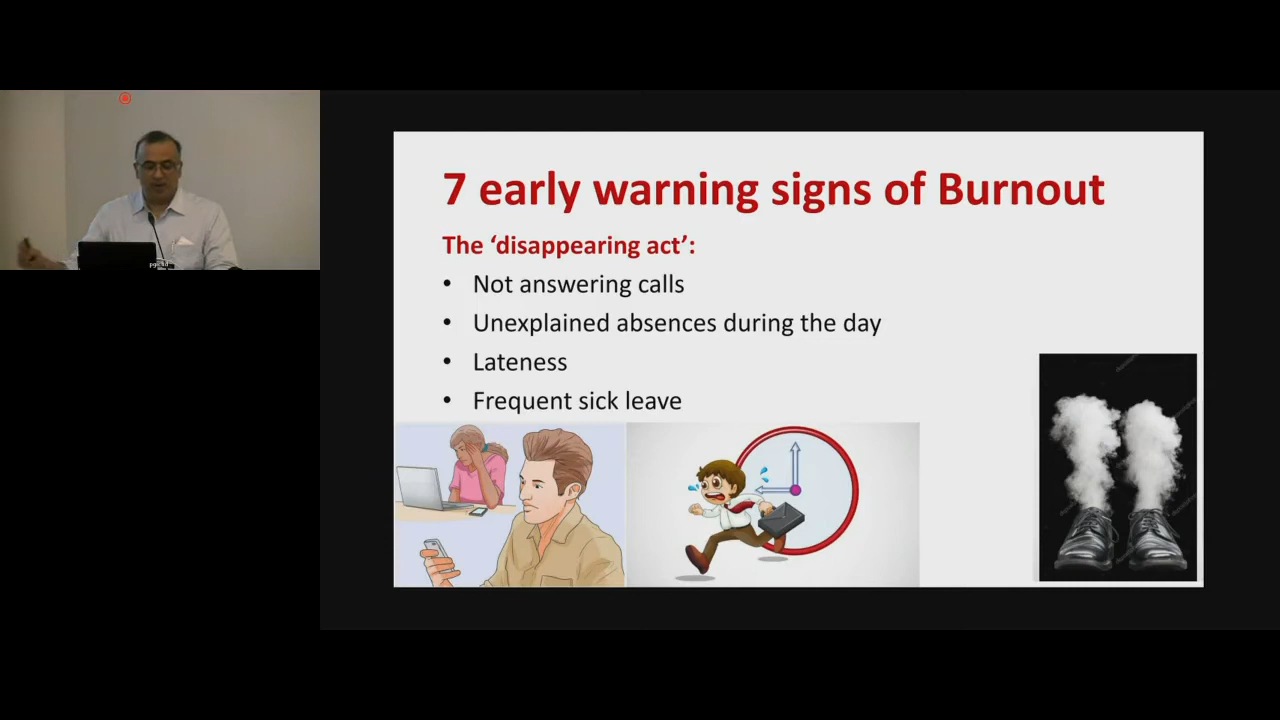 7 early warning signs of Burnout
The ‘disappearing act’:
• Not answering calls
• Unexplained absences during the day
• Lateness
• Frequent sick leave